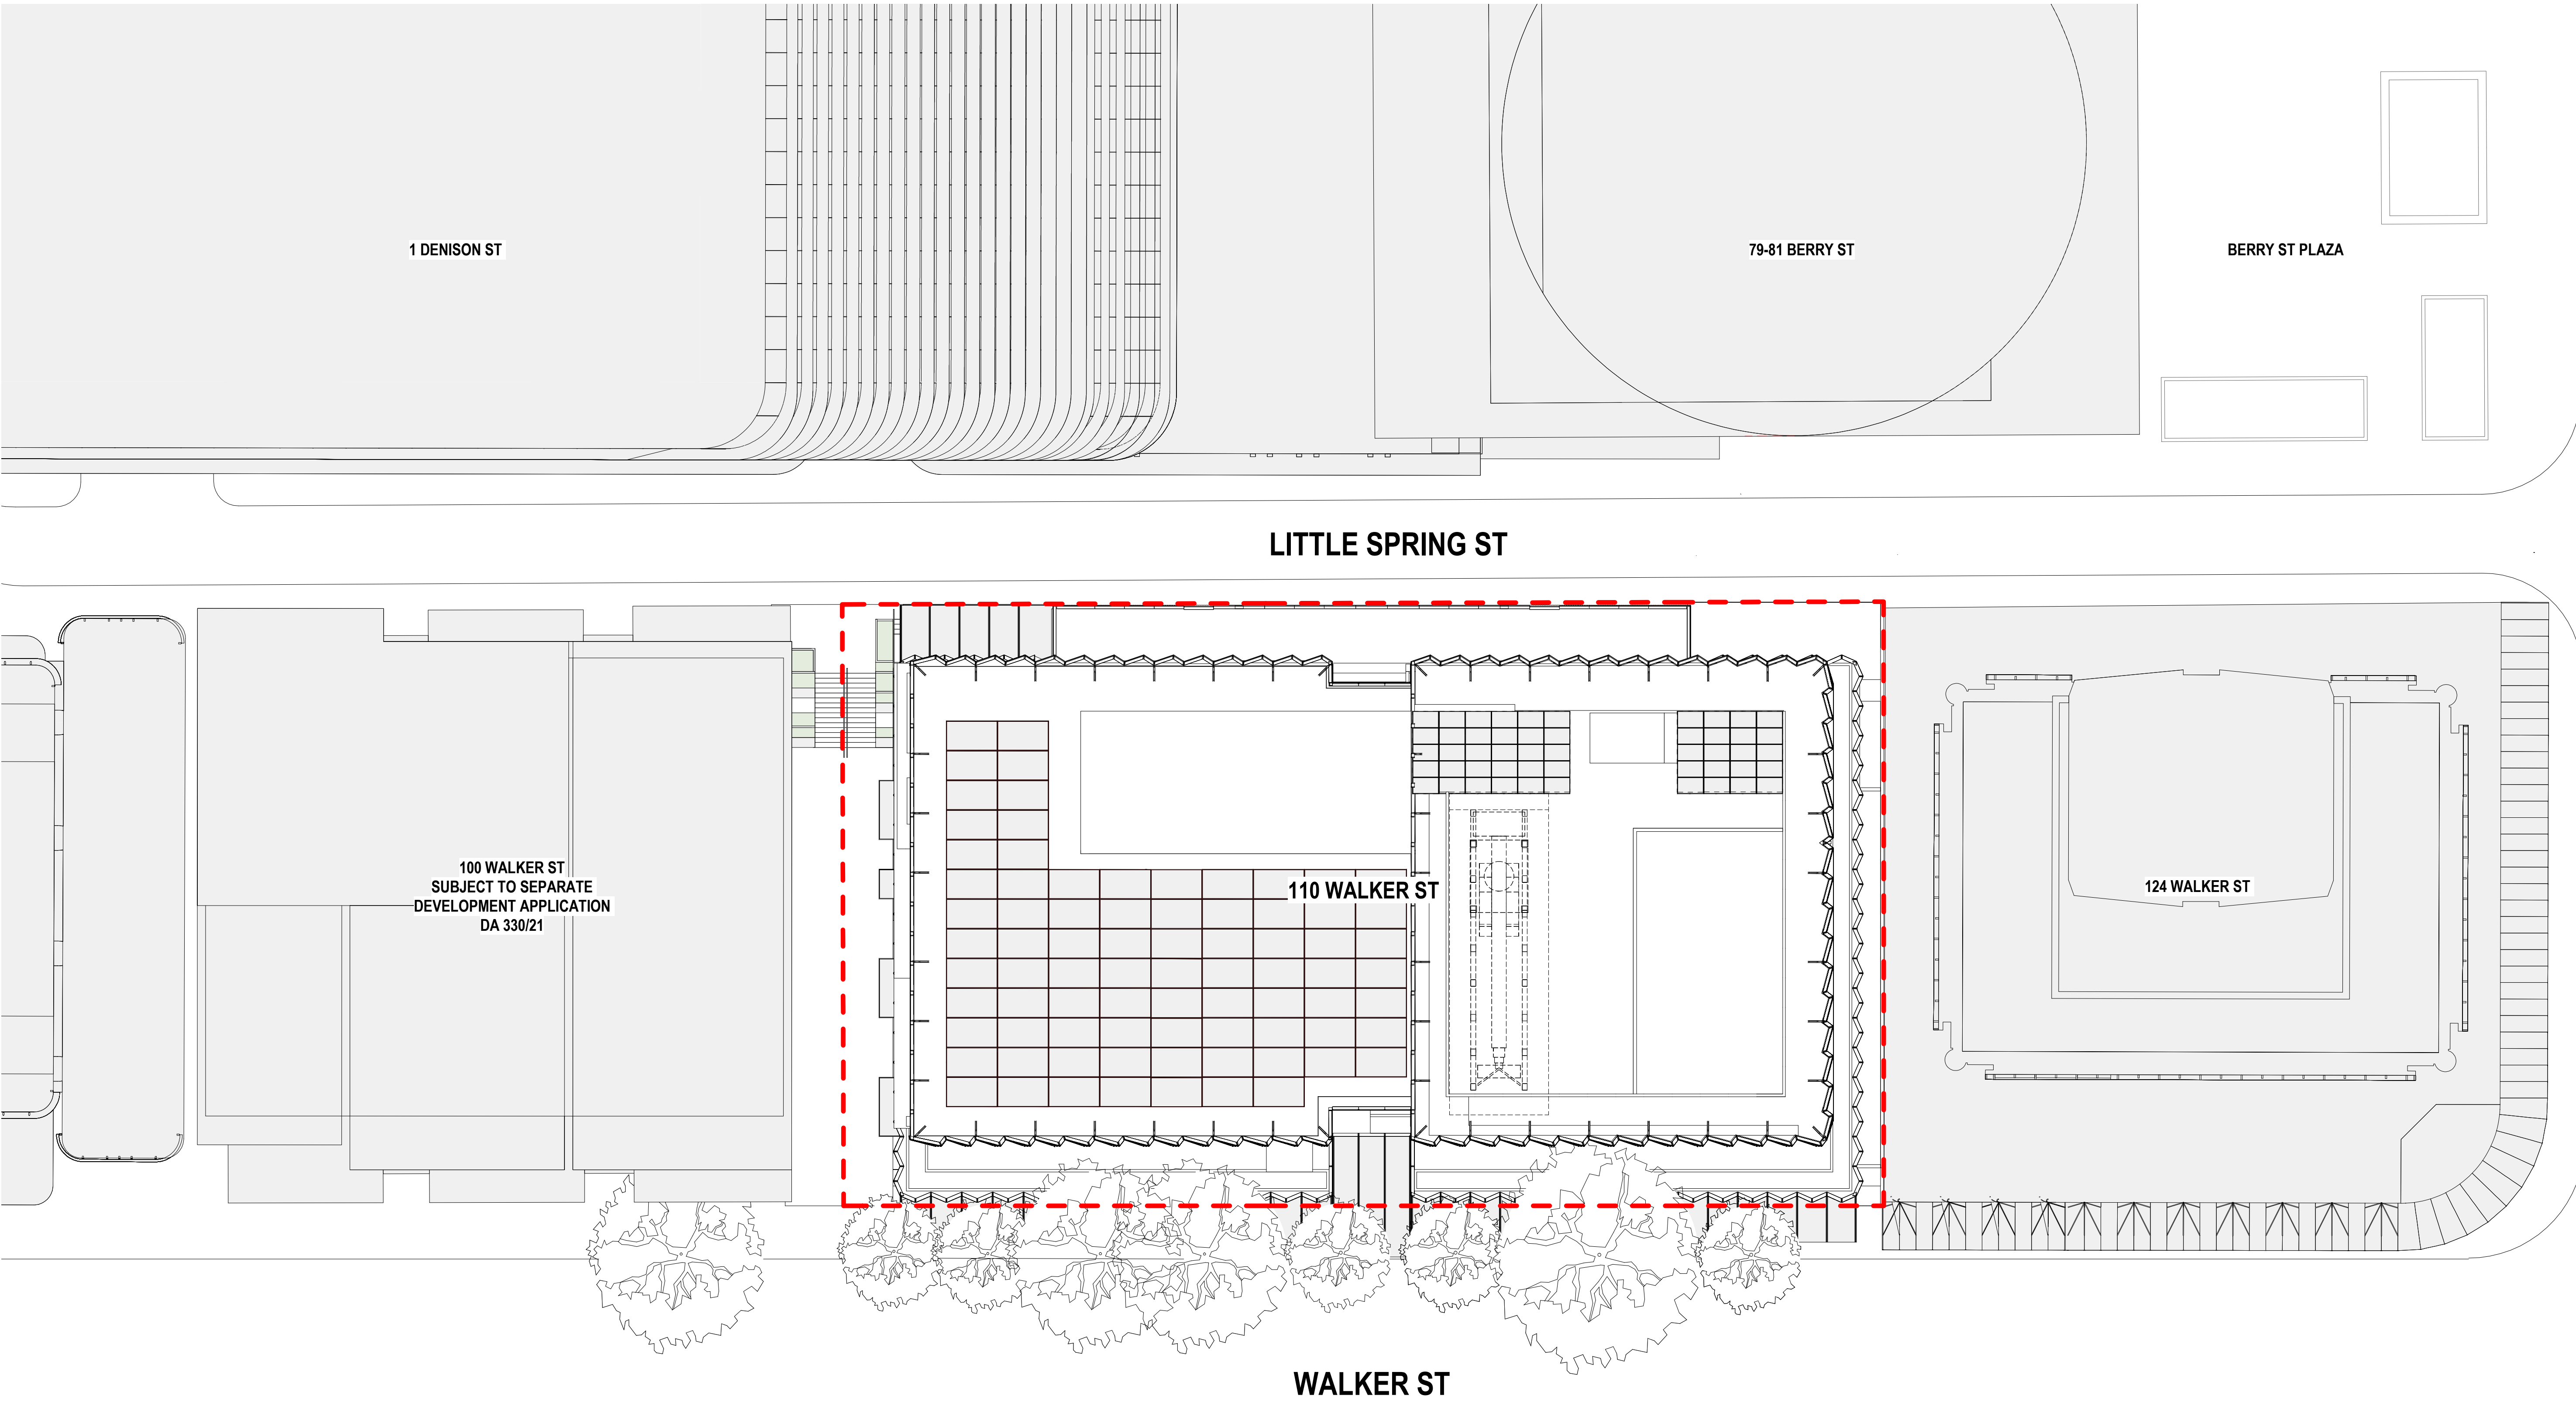 1 DENISON ST
79-81 BERRY ST
BERRY ST PLAZA
LITTLE SPRING ST
100 WALKER ST
SUBJECT TO SEPARATE
DEVELOPMENT APPLICATION
DA 330/21
110 WALKER ST
124 WALKER ST
WALKER ST